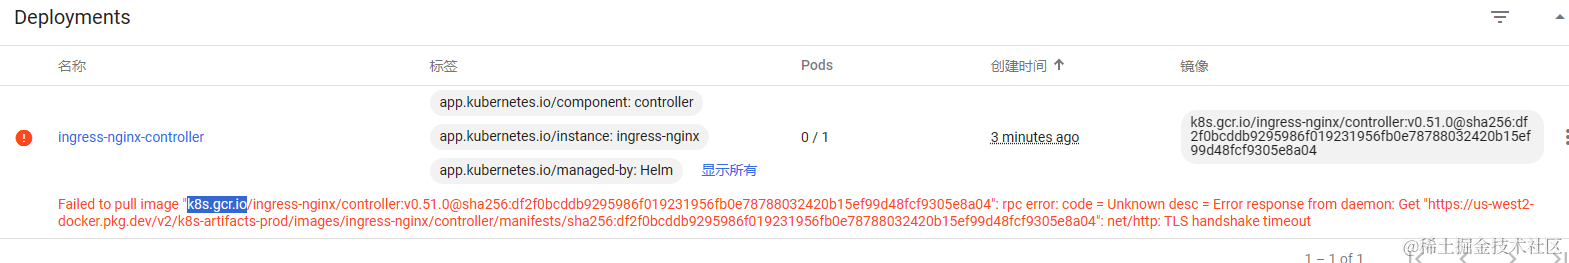 Deployments
名称 标签 Pods 创建时间 镜像
app.kubernetes.io/component: controller
ingress-nginx-controller app.kubernetes.io/instance: ingress-nginx 0 / 1 3 minutes ago
k8s.gcr.io/ingress-nginx/controller:v0.51.0@sha256:df
2f0bcddb9295986f019231956fb0e78788032420b15ef
99d48fcf9305e8a04
app.kubernetes.io/managed-by: Helm 显示所有
Failed to pull image "k8s.gcr.io/ingress-nginx/controller:v0.51.0@sha256:df2f0bcddb9295986f019231956fb0e78788032420b15ef99d48fcf9305e8a04": rpc error: code = Unknown desc = Error response from daemon: Get "https://us-west2-
docker.pkg.dev/v2/k8s-artifacts-prod/images/ingress-nginx/controller/manifests/sha256:df2f0bcddb9295986f019231956fb0e78788032420b15ef99d48fcf9305e8a04": net/http: TLS handshake timeout
1 – 1 of 1
@稀土掘金技术社区